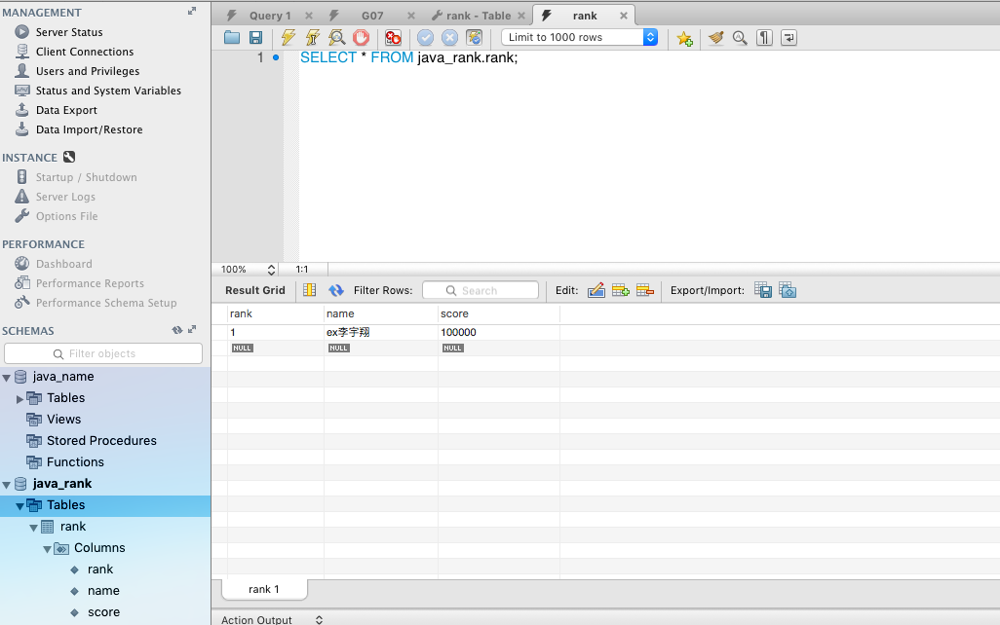 MANAGEMENT
Server Status
Client Connections
Users and Privileges
Status and System Variables
Data Export
Data Import/Restore
INSTANCE
Startup / Shutdown
Server Logs
Options File
PERFORMANCE
Dashboard
Performance Reports
Performance Schema Setup
SCHEMAS
Filter objects
java_name
Tables
Views
Stored Procedures
Functions
java_rank
Tables
rank
Columns
rank
name
score
Query 1 G07 rank - Table rank
Limit to 1000 rows
1 SELECT * FROM java_rank.rank;
100% 1:1
Result Grid Filter Rows: Search Edit: Export/Import:
rank name score
1 ex李宇翔 100000
NULL NULL NULL
rank 1
Action Output